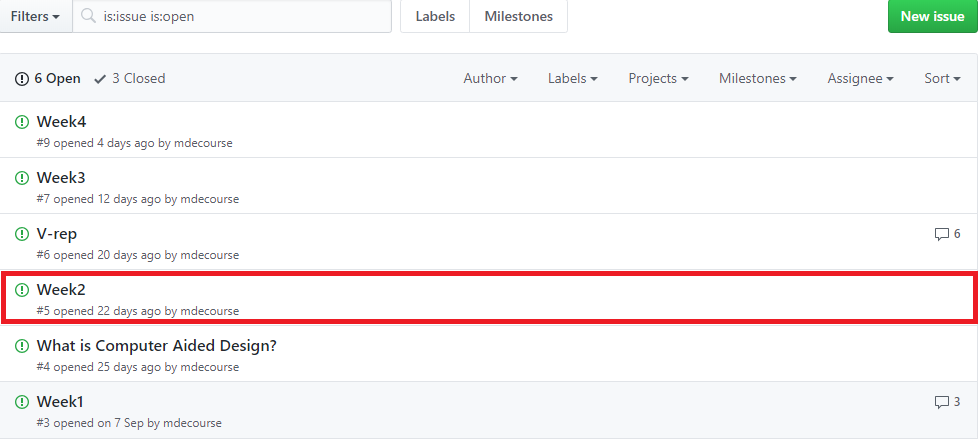 Filters is:issue is:open Labels Milestones New issue
6 Open 3 Closed Author Labels Projects Milestones Assignee Sort
Week4
#9 opened 4 days ago by mdecourse
Week3
#7 opened 12 days ago by mdecourse
V-rep 6
#6 opened 20 days ago by mdecourse
Week2
#5 opened 22 days ago by mdecourse
What is Computer Aided Design?
#4 opened 25 days ago by mdecourse
Week1 3
#3 opened on 7 Sep by mdecourse